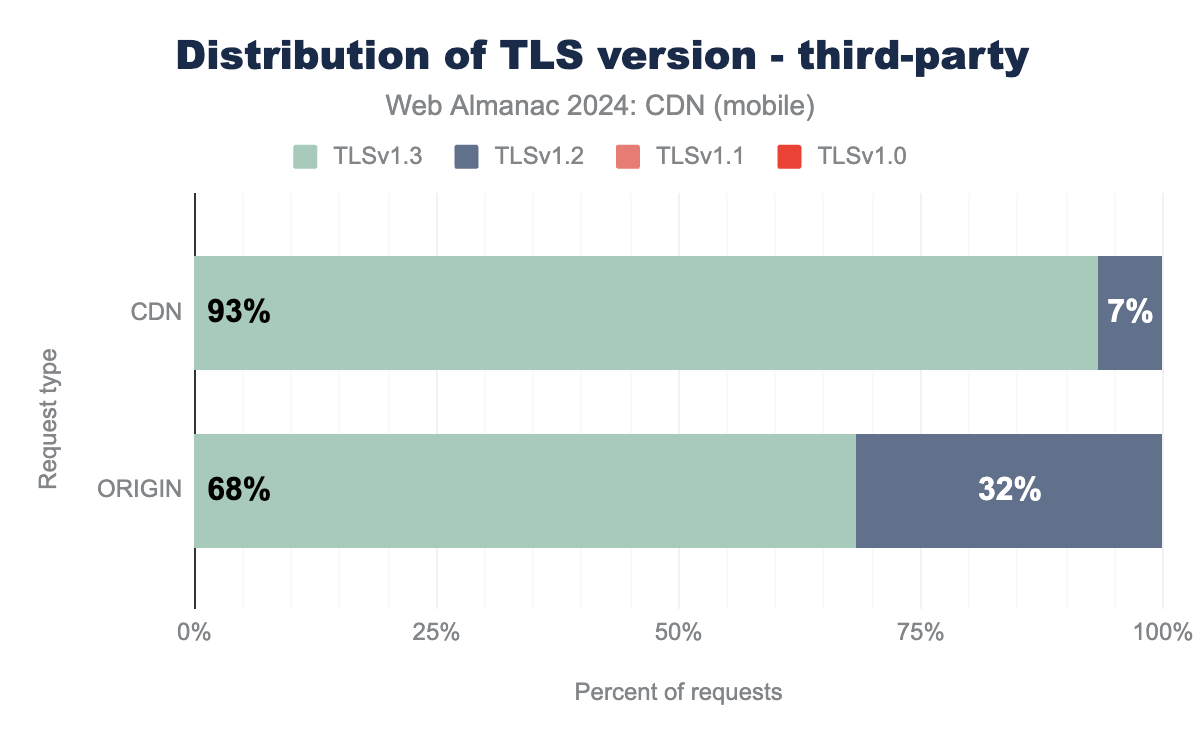 Distribution of TLS version - third-party
Web Almanac 2024: CDN (mobile)
TLSv1.3 TLSv1.2 TLSv1.1 TLSv1.0
Request type
CDN 93% 7%
ORIGIN 68% 32%
0% 25% 50% 75% 100%
Percent of requests